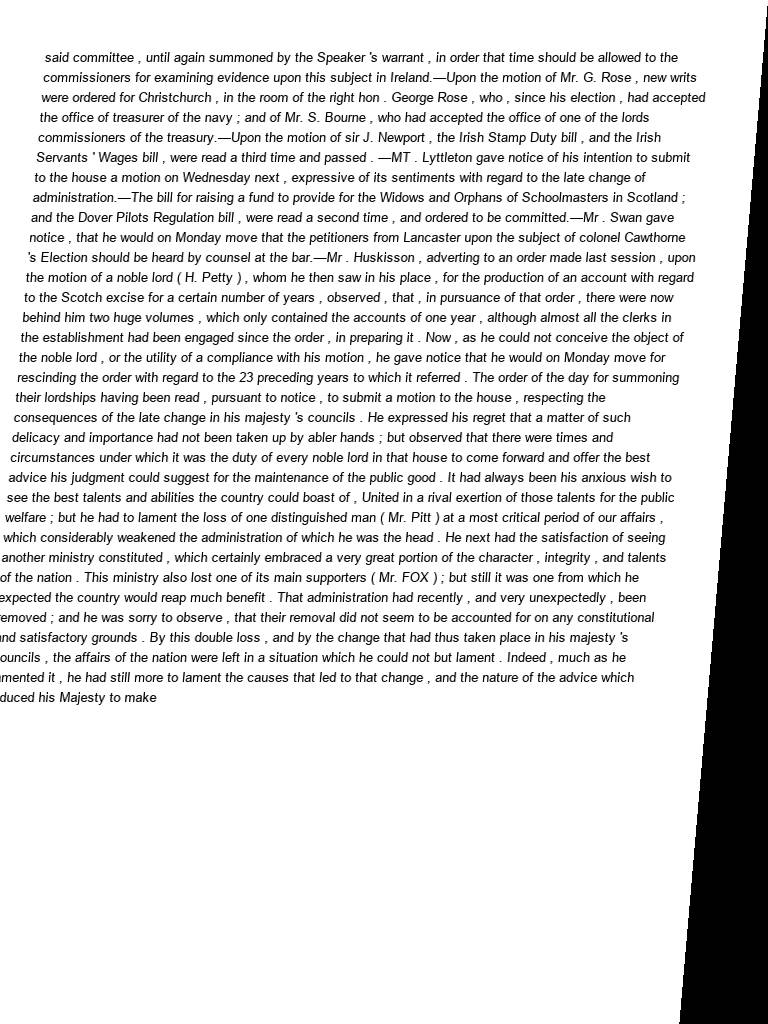 said committee , until again summoned by the Speaker 's warrant , in order that time should be allowed to the
commissioners for examining evidence upon this subject in Ireland.—Upon the motion of Mr. G. Rose , new writs
were ordered for Christchurch , in the room of the right hon . George Rose , who , since his election , had accepted
the office of treasurer of the navy ; and of Mr. S. Bourne , who had accepted the office of one of the lords
commissioners of the treasury.—Upon the motion of sir J. Newport , the Irish Stamp Duty bill , and the Irish
Servants ' Wages bill , were read a third time and passed . —MT . Lyttleton gave notice of his intention to submit
to the house a motion on Wednesday next , expressive of its sentiments with regard to the late change of
administration.—The bill for raising a fund to provide for the Widows and Orphans of Schoolmasters in Scotland ;
and the Dover Pilots Regulation bill , were read a second time , and ordered to be committed.—Mr . Swan gave
notice , that he would on Monday move that the petitioners from Lancaster upon the subject of colonel Cawthorne
's Election should be heard by counsel at the bar.—Mr . Huskisson , adverting to an order made last session , upon
the motion of a noble lord ( H. Petty ) , whom he then saw in his place , for the production of an account with regard
to the Scotch excise for a certain number of years , observed , that , in pursuance of that order , there were now
behind him two huge volumes , which only contained the accounts of one year , although almost all the clerks in
the establishment had been engaged since the order , in preparing it . Now , as he could not conceive the object of
the noble lord , or the utility of a compliance with his motion , he gave notice that he would on Monday move for
rescinding the order with regard to the 23 preceding years to which it referred . The order of the day for summoning
their lordships having been read , pursuant to notice , to submit a motion to the house , respecting the
consequences of the late change in his majesty 's councils . He expressed his regret that a matter of such
delicacy and importance had not been taken up by abler hands ; but observed that there were times and
circumstances under which it was the duty of every noble lord in that house to come forward and offer the best
advice his judgment could suggest for the maintenance of the public good . It had always been his anxious wish to
see the best talents and abilities the country could boast of , United in a rival exertion of those talents for the public
welfare ; but he had to lament the loss of one distinguished man ( Mr. Pitt ) at a most critical period of our affairs ,
which considerably weakened the administration of which he was the head . He next had the satisfaction of seeing
another ministry constituted , which certainly embraced a very great portion of the character , integrity , and talents
of the nation . This ministry also lost one of its main supporters ( Mr. FOX ) ; but still it was one from which he
expected the country would reap much benefit . That administration had recently , and very unexpectedly , been
emoved ; and he was sorry to observe , that their removal did not seem to be accounted for on any constitutional
nd satisfactory grounds . By this double loss , and by the change that had thus taken place in his majesty 's
ouncils , the affairs of the nation were left in a situation which he could not but lament . Indeed , much as he
mented it , he had still more to lament the causes that led to that change , and the nature of the advice which
duced his Majesty to make